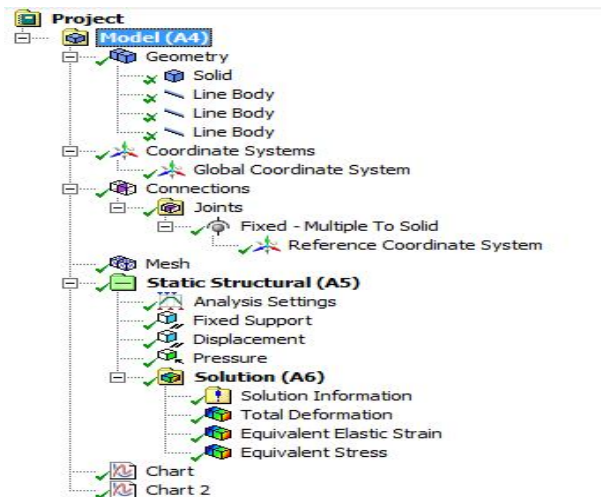 Project
Model (A4)
Geometry
Solid
Line Body
Line Body
Line Body
Coordinate Systems
Global Coordinate System
Connections
Joints
Fixed - Multiple To Solid
Reference Coordinate System
Mesh
Static Structural (A5)
Analysis Settings
Fixed Support
Displacement
Pressure
Solution (A6)
Solution Information
Total Deformation
Equivalent Elastic Strain
Equivalent Stress
Chart
Chart 2